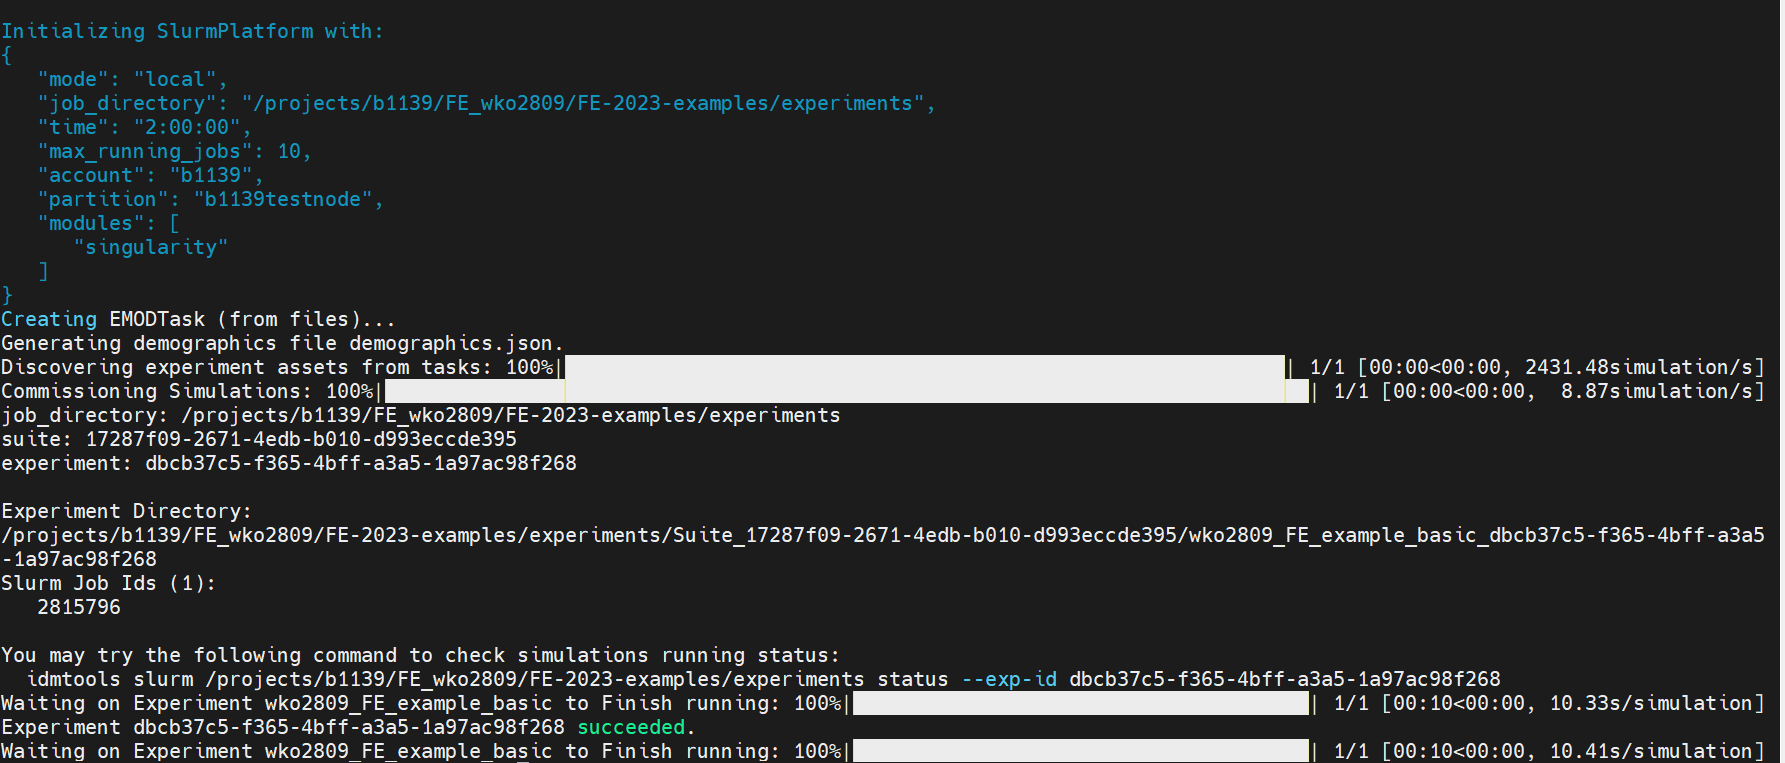 Initializing SlurmPlatform with:
{
   "mode": "local",
   "job_directory": "/projects/b1139/FE_wko2809/FE-2023-examples/experiments",
   "time": "2:00:00",
   "max_running_jobs": 10,
   "account": "b1139",
   "partition": "b1139testnode",
   "modules": [
      "singularity"
   ]
}
Creating EMODTask (from files)...
Generating demographics file demographics.json.
Discovering experiment assets from tasks: 100%|| 1/1 [00:00<00:00, 2431.48simulation/s]
Commissioning Simulations: 100%|| 1/1 [00:00<00:00,  8.87simulation/s]
job_directory: /projects/b1139/FE_wko2809/FE-2023-examples/experiments
suite: 17287f09-2671-4edb-b010-d993eccde395
experiment: dbcb37c5-f365-4bff-a3a5-1a97ac98f268

Experiment Directory:
/projects/b1139/FE_wko2809/FE-2023-examples/experiments/Suite_17287f09-2671-4edb-b010-d993eccde395/wko2809_FE_example_basic_dbcb37c5-f365-4bff-a3a5
-1a97ac98f268
Slurm Job Ids (1):
   2815796

You may try the following command to check simulations running status:
  idmtools slurm /projects/b1139/FE_wko2809/FE-2023-examples/experiments status --exp-id dbcb37c5-f365-4bff-a3a5-1a97ac98f268
Waiting on Experiment wko2809_FE_example_basic to Finish running: 100%|| 1/1 [00:10<00:00, 10.33s/simulation]
Experiment dbcb37c5-f365-4bff-a3a5-1a97ac98f268 succeeded.
Waiting on Experiment wko2809_FE_example_basic to Finish running: 100%|| 1/1 [00:10<00:00, 10.41s/simulation]